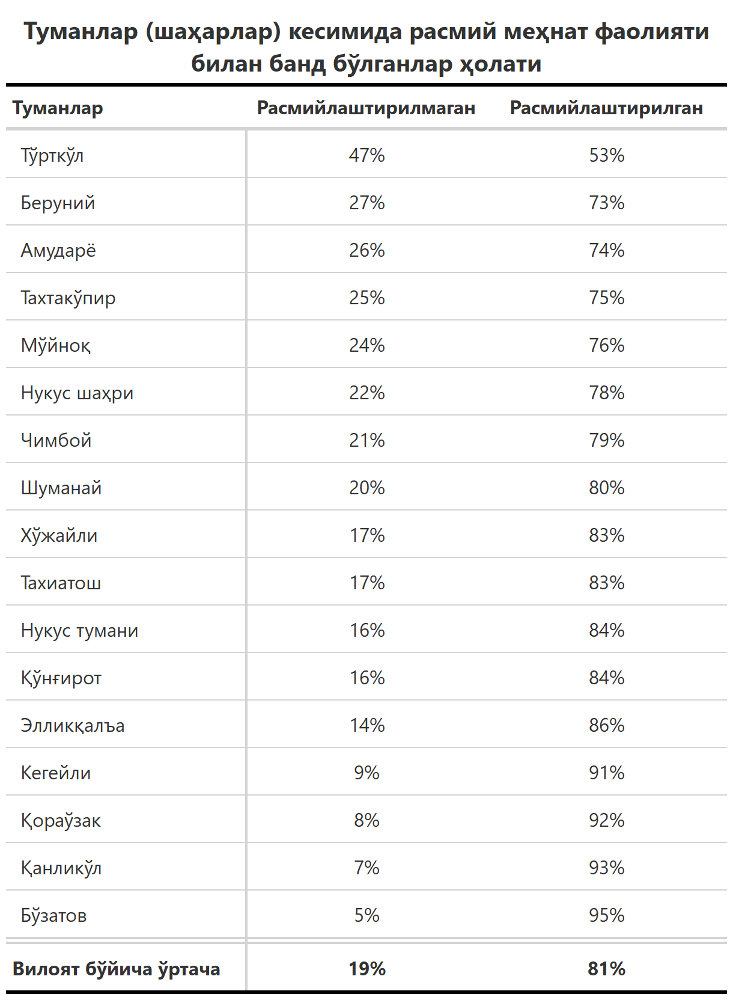 Туманлар (шаҳарлар) кесимида расмий меҳнат фаолияти
билан банд бўлганлар ҳолати
Туманлар Расмийлаштирилмаган Расмийлаштирилган
Тўрткўл 47% 53%
Беруний 27% 73%
Амударё 26% 74%
Тахтакўпир 25% 75%
Мўйноқ 24% 76%
Нукус шаҳри 22% 78%
Чимбой 21% 79%
Шуманай 20% 80%
Хўжайли 17% 83%
Тахиатош 17% 83%
Нукус тумани 16% 84%
Қўнғирот 16% 84%
Элликқалъа 14% 86%
Кегейли 9% 91%
Қораўзак 8% 92%
Қанликўл 7% 93%
Бўзатов 5% 95%
Вилоят бўйича ўртача 19% 81%